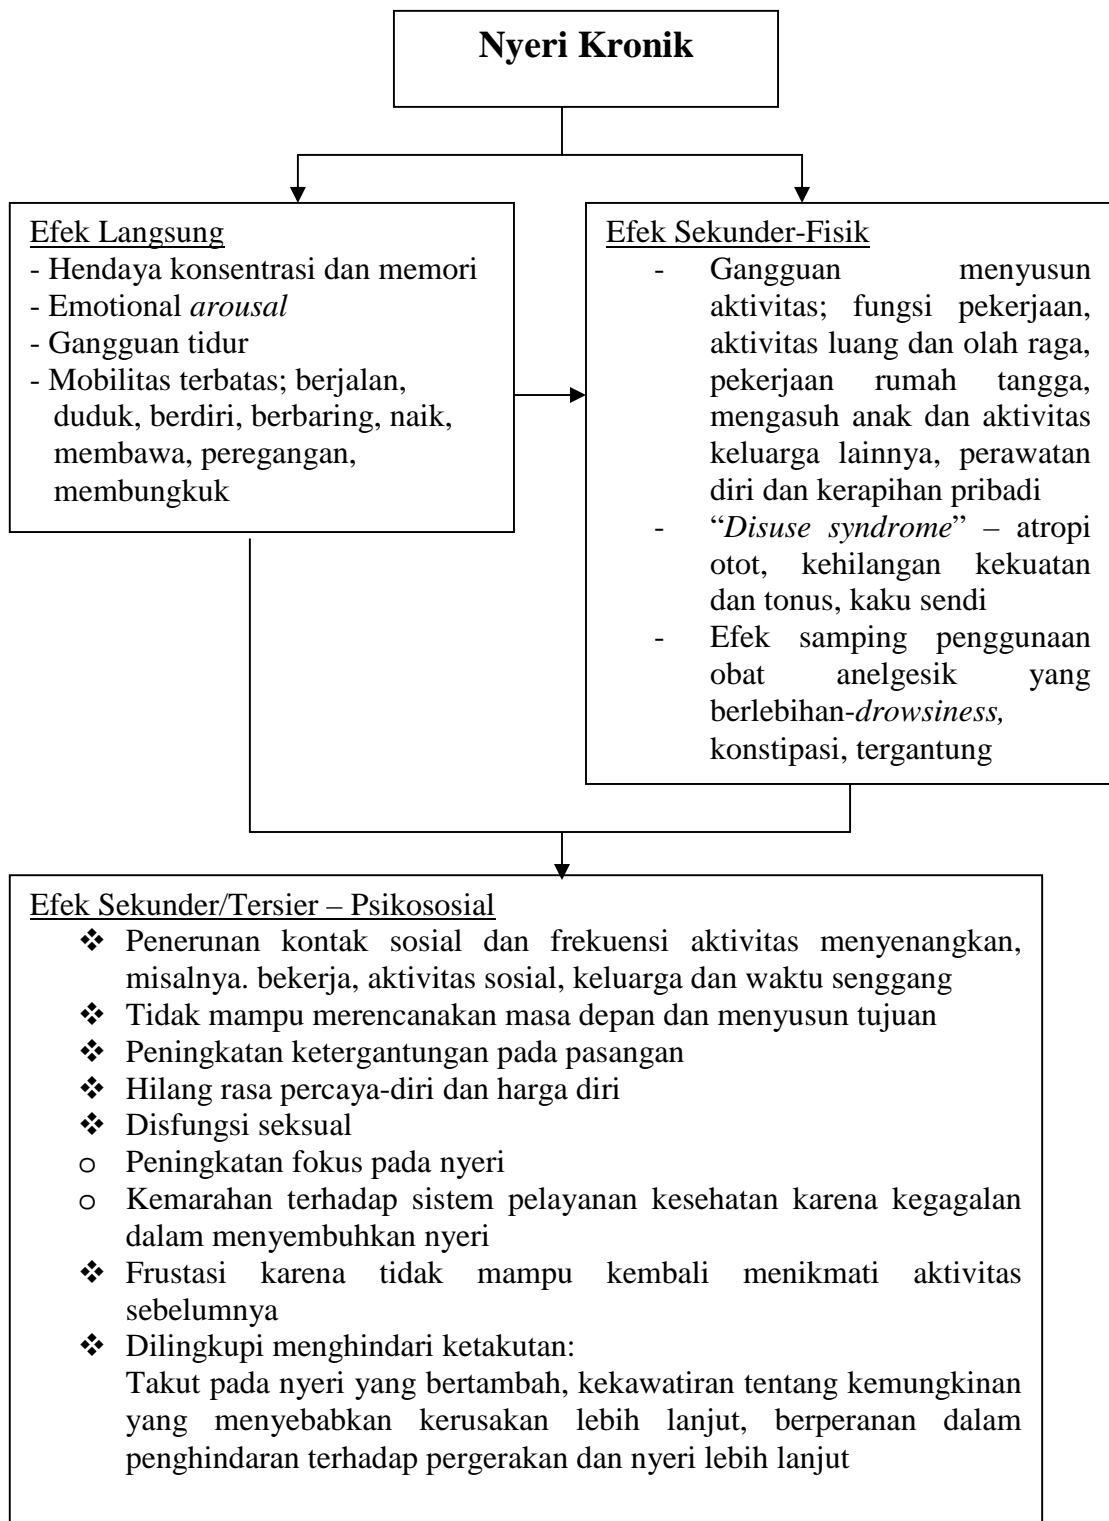 Nyeri Kronik
Efek Langsung
- Hendaya konsentrasi dan memori
- Emotional arousal
- Gangguan tidur
- Mobilitas terbatas; berjalan,
duduk, berdiri, berbaring, naik,
membawa, peregangan,
membungkuk
Efek Sekunder-Fisik
- Gangguan menyusun
aktivitas; fungsi pekerjaan,
aktivitas luang dan olah raga,
pekerjaan rumah tangga,
mengasuh anak dan aktivitas
keluarga lainnya, perawatan
diri dan kerapihan pribadi
- “Disuse syndrome” – atropi
otot, kehilangan kekuatan
dan tonus, kaku sendi
- Efek samping penggunaan
obat anelgesik yang
berlebihan-drowsiness,
konstipasi, tergantung
Efek Sekunder/Tersier – Psikososial
❖ Penerunan kontak sosial dan frekuensi aktivitas menyenangkan,
misalnya. bekerja, aktivitas sosial, keluarga dan waktu senggang
❖ Tidak mampu merencanakan masa depan dan menyusun tujuan
❖ Peningkatan ketergantungan pada pasangan
❖ Hilang rasa percaya-diri dan harga diri
❖ Disfungsi seksual
o Peningkatan fokus pada nyeri
o Kemarahan terhadap sistem pelayanan kesehatan karena kegagalan
dalam menyembuhkan nyeri
❖ Frustasi karena tidak mampu kembali menikmati aktivitas
sebelumnya
❖ Dilingkupi menghindari ketakutan:
Takut pada nyeri yang bertambah, kekawatiran tentang kemungkinan
yang menyebabkan kerusakan lebih lanjut, berperanan dalam
penghindaran terhadap pergerakan dan nyeri lebih lanjut